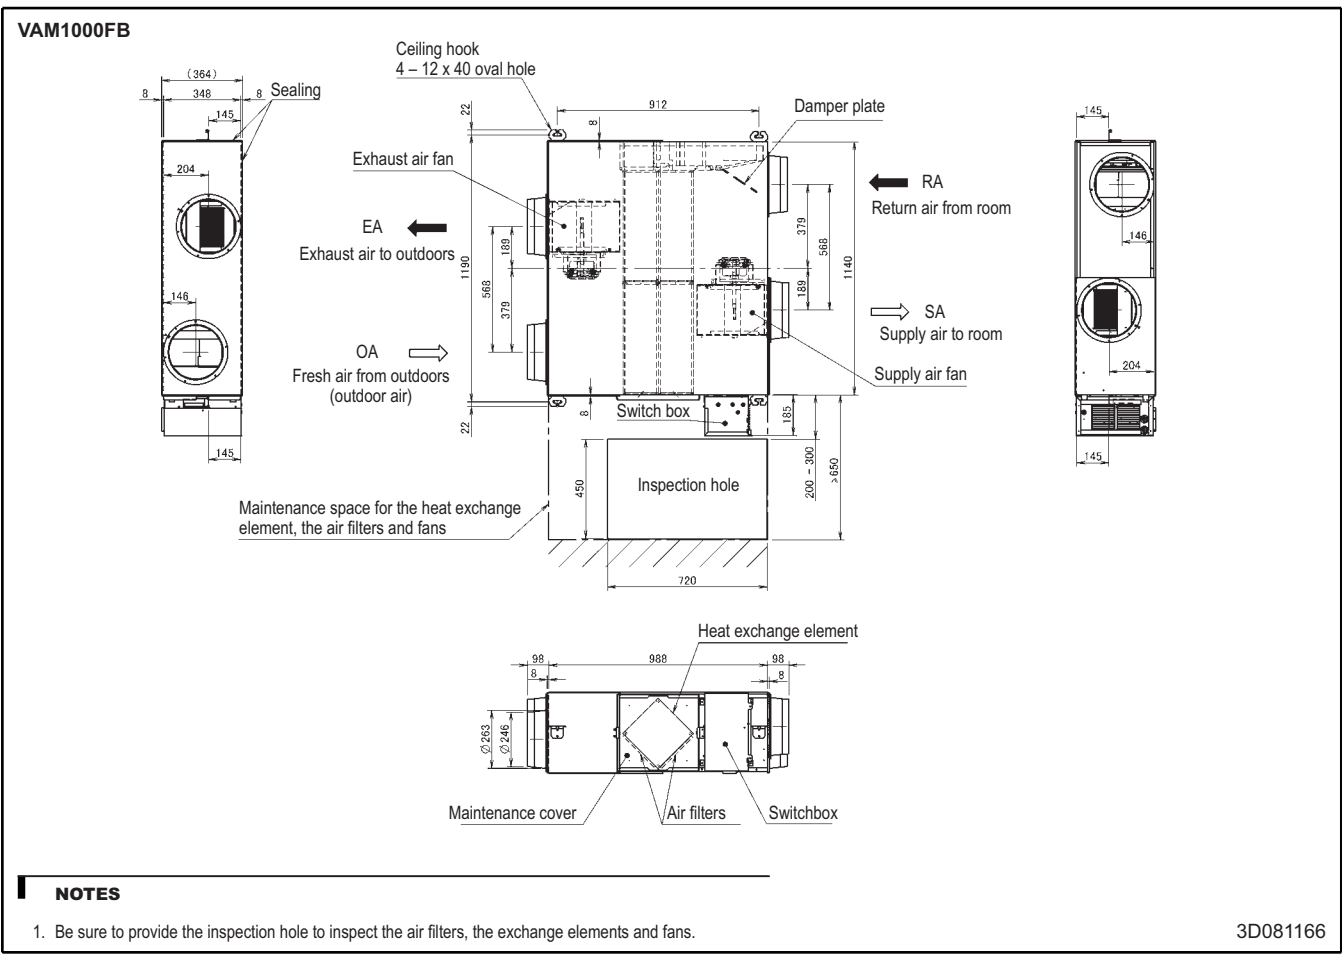 VAM1000FB
Ceiling hook
4 – 12 x 40 oval hole
(364)
8 348 8
Sealing
145
22
912
8
Damper plate
145
Exhaust air fan
204
RA
Return air from room
EA
Exhaust air to outdoors
189
379
568
1140
146
1190
568
379
189
146
SA
Supply air to room
OA
Fresh air from outdoors
(outdoor air)
204
Supply air fan
8
22
Switch box
185
145
145
200 – 300
≥650
450
Inspection hole
Maintenance space for the heat exchange
element, the air filters and fans
720
Heat exchange element
98 988 98
8 8
∅263
∅246
Maintenance cover
Air filters
Switchbox
NOTES
1. Be sure to provide the inspection hole to inspect the air filters, the exchange elements and fans.
3D081166